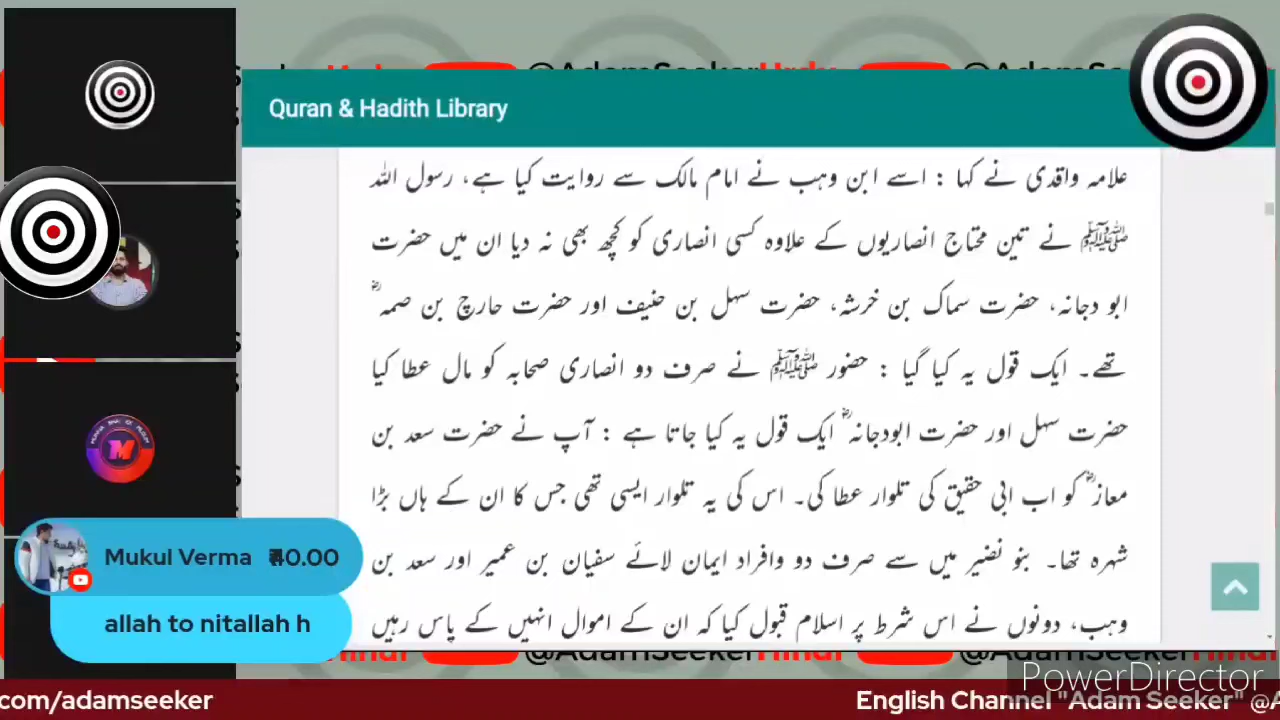 @AdamSeekerUrdu
Quran & Hadith Library
علامہ واقدی نے کہا : اسے ابن وہب نے امام مالک سے روایت کیا ہے، رسول اللہ
ﷺ نے تین محتاج انصاریوں کے علاوہ کسی انصاری کو کچھ بھی نہ دیا ان میں حضرت
ابو دجانہ، حضرت سماک بن خرشہ، حضرت سہل بن حنیف اور حضرت حارچ بن صمہ ؓ
تھے۔ ایک قول یہ کیا گیا : حضور ﷺ نے صرف دو انصاری صحابہ کو مال عطا کیا
حضرت سہل اور حضرت ابودجانہ ؓ ایک قول یہ کیا جاتا ہے : آپ نے حضرت سعد بن
معاز ؓ کو اب ابی حقیق کی تلوار عطا کی۔ اس کی یہ تلوار ایسی تھی جس کا ان کے ہاں بڑا
شہرہ تھا۔ بنو نضیر میں سے صرف دو وافراد ایمان لائے سفیان بن عمیر اور سعد بن
وہب، دونوں نے اس شرط پر اسلام قبول کیا کہ ان کے اموال انہیں کے پاس رہیں
M
Mukul Verma ₹40.00
allah to nitallah h
Hindi @AdamSeekerHindi
PowerDirector
com/adamseeker
English Channel "Adam Seeker" @A